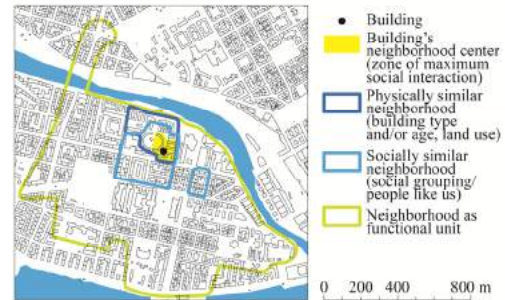 Building
Building's
neighborhood center
(zone of maximum
social interaction)
Physically similar
neighborhood
(building type
and/or age, land use)
Socially similar
neighborhood
(social grouping/
people like us)
Neighborhood as
functional unit
0 200 400 800 m